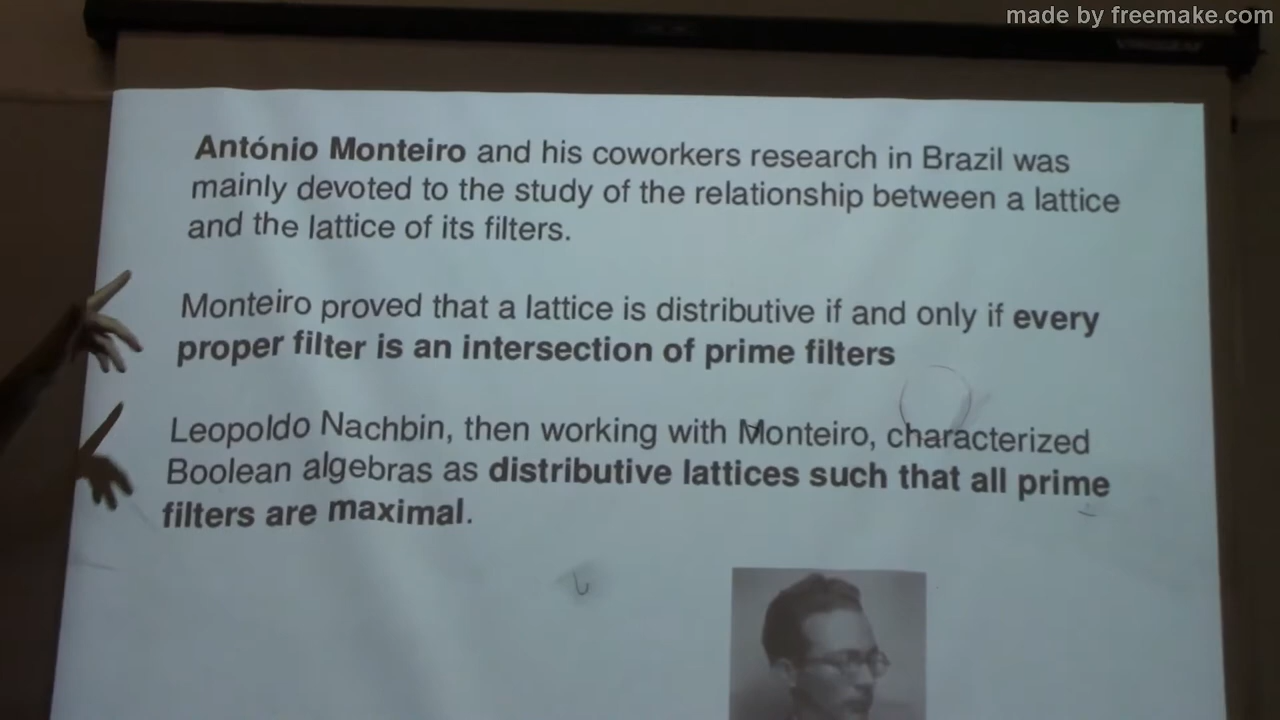 made by freemake.com
António Monteiro and his coworkers research in Brazil was
mainly devoted to the study of the relationship between a lattice
and the lattice of its filters.
Monteiro proved that a lattice is distributive if and only if every
proper filter is an intersection of prime filters
Leopoldo Nachbin, then working with Monteiro, characterized
Boolean algebras as distributive lattices such that all prime
filters are maximal.